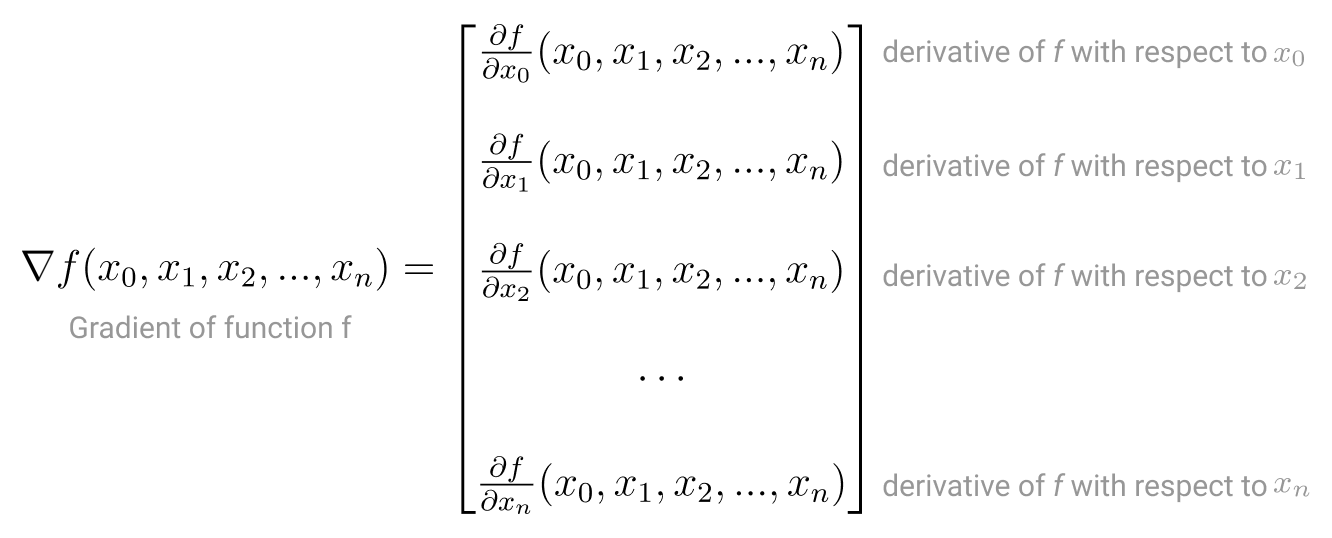 ∂f/∂x₀(x₀, x₁, x₂, ..., xₙ) derivative of f with respect to x₀
∂f/∂x₁(x₀, x₁, x₂, ..., xₙ) derivative of f with respect to x₁
∇f(x₀, x₁, x₂, ..., xₙ) = ∂f/∂x₂(x₀, x₁, x₂, ..., xₙ) derivative of f with respect to x₂
Gradient of function f
...
∂f/∂xₙ(x₀, x₁, x₂, ..., xₙ) derivative of f with respect to xₙ